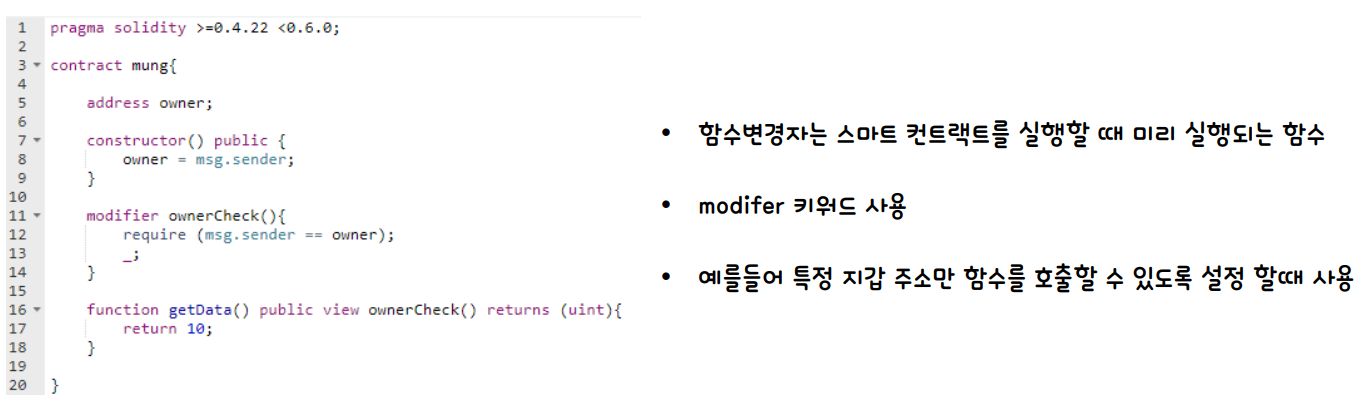 1 pragma solidity >=0.4.22 <0.6.0;
2
3 contract mung{
4
5 address owner;
6
7 constructor() public {
8 owner = msg.sender;
9 }
10
11 modifier ownerCheck(){
12 require (msg.sender == owner);
13 _;
14 }
15
16 function getData() public view ownerCheck() returns (uint){
17 return 10;
18 }
19
20 }
• 함수변경자는 스마트 컨트랙트를 실행할 때 미리 실행되는 함수
• modifer 키워드 사용
• 예를들어 특정 지갑 주소만 함수를 호출할 수 있도록 설정 할때 사용